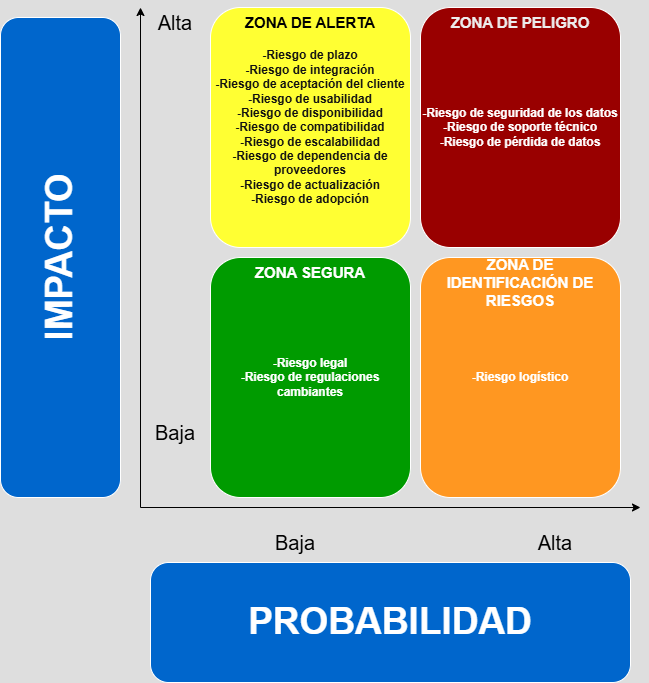 Alta
ZONA DE ALERTA
-Riesgo de plazo
-Riesgo de integración
-Riesgo de aceptación del cliente
-Riesgo de usabilidad
-Riesgo de disponibilidad
-Riesgo de compatibilidad
-Riesgo de escalabilidad
-Riesgo de dependencia de
proveedores
-Riesgo de actualización
-Riesgo de adopción
ZONA DE PELIGRO
-Riesgo de seguridad de los datos
-Riesgo de soporte técnico
-Riesgo de pérdida de datos
IMPACTO
ZONA SEGURA
-Riesgo legal
-Riesgo de regulaciones
cambiantes
ZONA DE
IDENTIFICACIÓN DE
RIESGOS
-Riesgo logístico
Baja
Baja
Alta
PROBABILIDAD